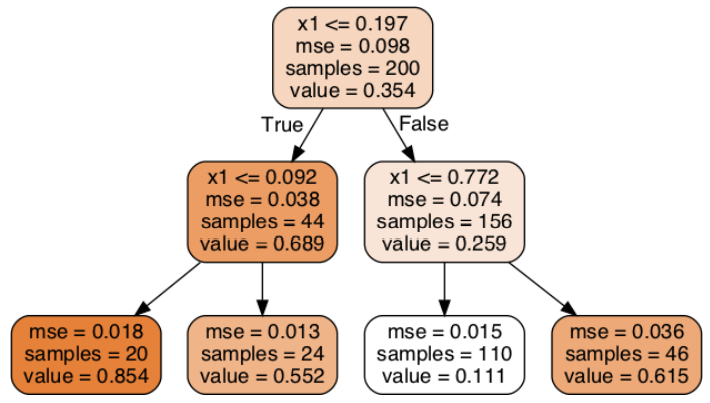 x1 <= 0.197
mse = 0.098
samples = 200
value = 0.354
True
False
x1 <= 0.092
mse = 0.038
samples = 44
value = 0.689
x1 <= 0.772
mse = 0.074
samples = 156
value = 0.259
mse = 0.018
samples = 20
value = 0.854
mse = 0.013
samples = 24
value = 0.552
mse = 0.015
samples = 110
value = 0.111
mse = 0.036
samples = 46
value = 0.615